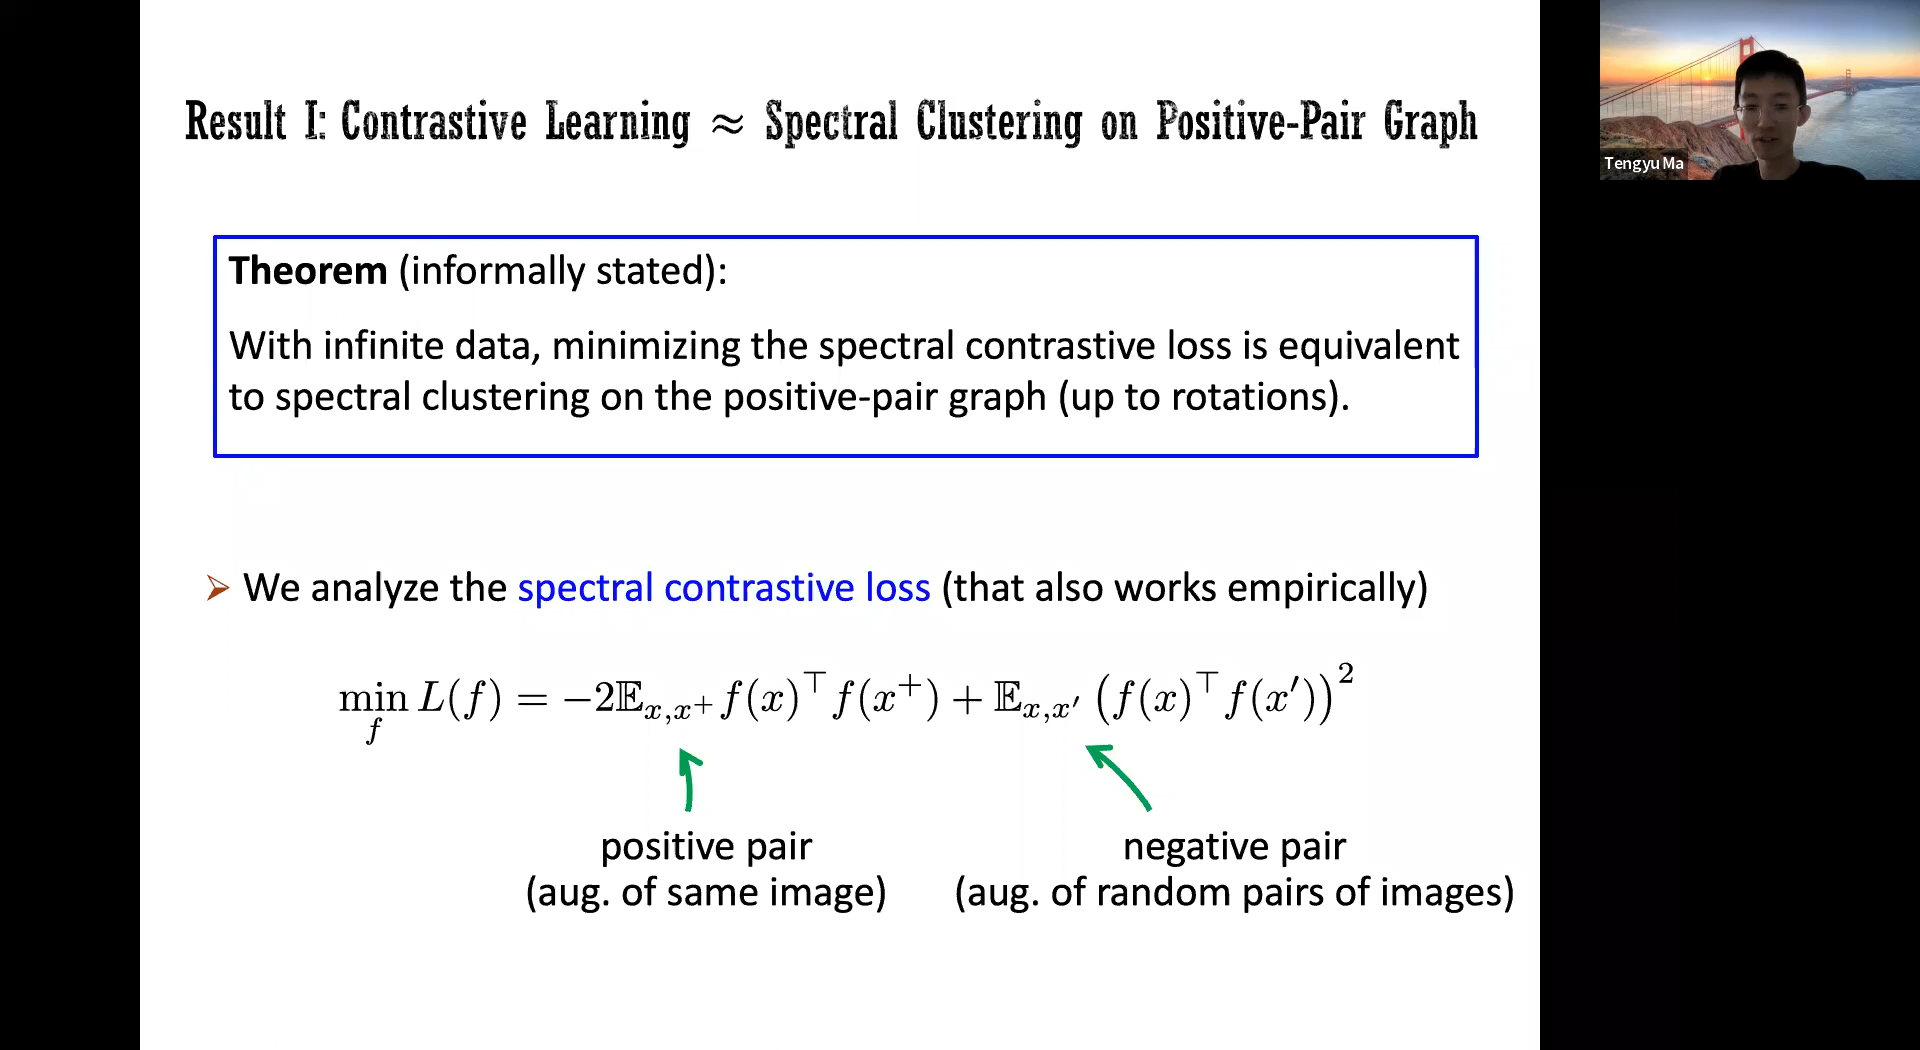 Result I: Contrastive Learning ≈ Spectral Clustering on Positive-Pair Graph
Tengyu Ma
Theorem (informally stated):
With infinite data, minimizing the spectral contrastive loss is equivalent
to spectral clustering on the positive-pair graph (up to rotations).
➢ We analyze the spectral contrastive loss (that also works empirically)
min_f L(f) = −2𝔼_{x,x⁺} f(x)^⊤ f(x⁺) + 𝔼_{x,x′} (f(x)^⊤ f(x′))²
positive pair
(aug. of same image)
negative pair
(aug. of random pairs of images)